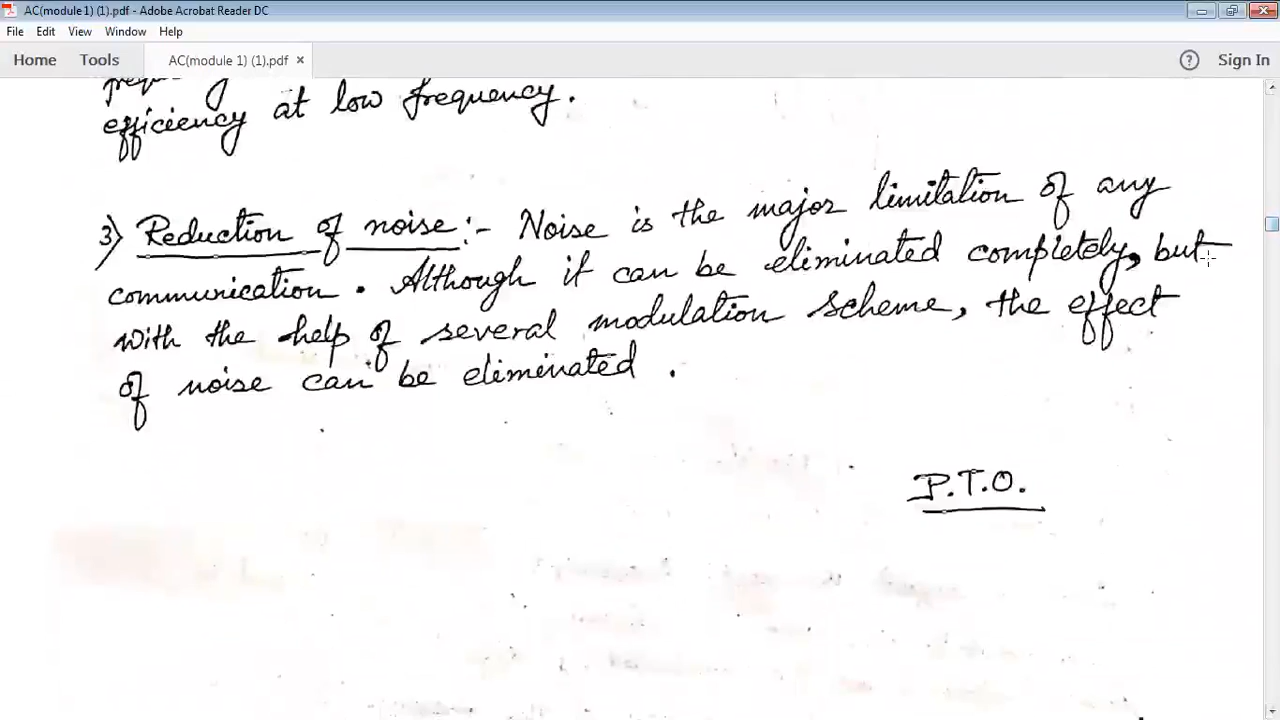 AC(module 1) (1).pdf - Adobe Acrobat Reader DC
File Edit View Window Help
Home Tools AC(module 1) (1).pdf × ? Sign In
efficiency at low frequency.
3) Reduction of noise:- Noise is the major limitation of any
communication. Although it can be eliminated completely, but
with the help of several modulation scheme, the effect
of noise can be eliminated.
P.T.O.